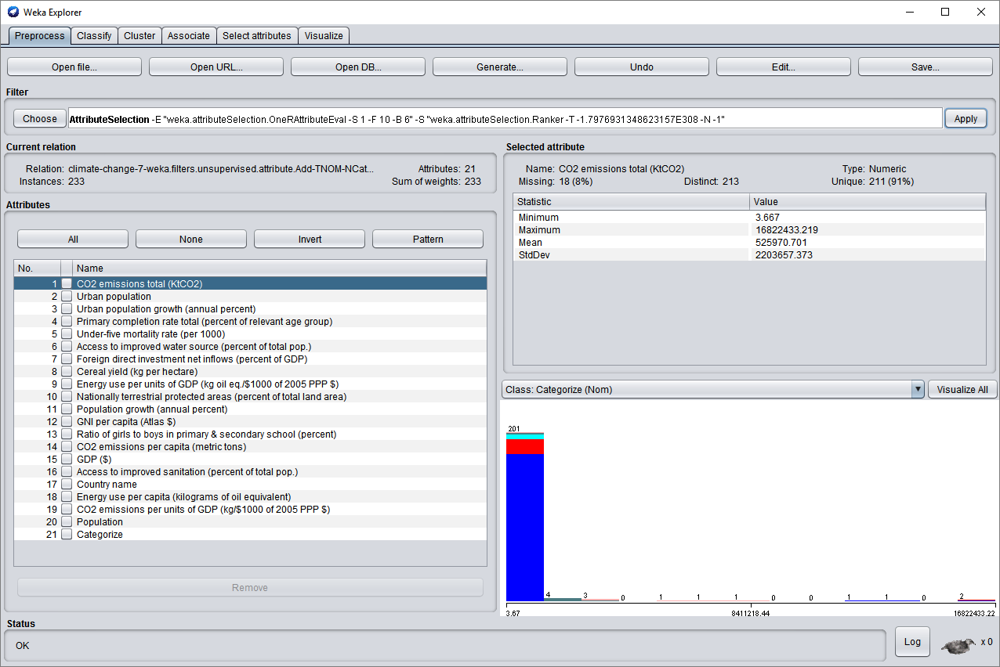 Weka Explorer
Preprocess Classify Cluster Associate Select attributes Visualize
Open file... Open URL... Open DB... Generate... Undo Edit... Save...
Filter
Choose AttributeSelection -E "weka.attributeSelection.OneRAttributeEval -S 1 -F 10 -B 6" -S "weka.attributeSelection.Ranker -T -1.7976931348623157E308 -N -1" Apply
Current relation
Relation: climate-change-7-weka.filters.unsupervised.attribute.Add-TNOM-NCat... Attributes: 21
Instances: 233 Sum of weights: 233
Attributes
All None Invert Pattern
No. Name
1 CO2 emissions total (KtCO2)
2 Urban population
3 Urban population growth (annual percent)
4 Primary completion rate total (percent of relevant age group)
5 Under-five mortality rate (per 1000)
6 Access to improved water source (percent of total pop.)
7 Foreign direct investment net inflows (percent of GDP)
8 Cereal yield (kg per hectare)
9 Energy use per units of GDP (kg oil eq./$1000 of 2005 PPP $)
10 Nationally terrestrial protected areas (percent of total land area)
11 Population growth (annual percent)
12 GNI per capita (Atlas $)
13 Ratio of girls to boys in primary & secondary school (percent)
14 CO2 emissions per capita (metric tons)
15 GDP ($)
16 Access to improved sanitation (percent of total pop.)
17 Country name
18 Energy use per capita (kilograms of oil equivalent)
19 CO2 emissions per units of GDP (kg/$1000 of 2005 PPP $)
20 Population
21 Categorize
Remove
Selected attribute
Name: CO2 emissions total (KtCO2) Type: Numeric
Missing: 18 (8%) Distinct: 213 Unique: 211 (91%)
Statistic Value
Minimum 3.667
Maximum 16822433.219
Mean 525970.701
StdDev 2203657.373
Class: Categorize (Nom) Visualize All
201
4 3 0 1 1 1 0 0 1 1 0 2
3.67 8411218.44 16822433.22
Status
OK Log x 0